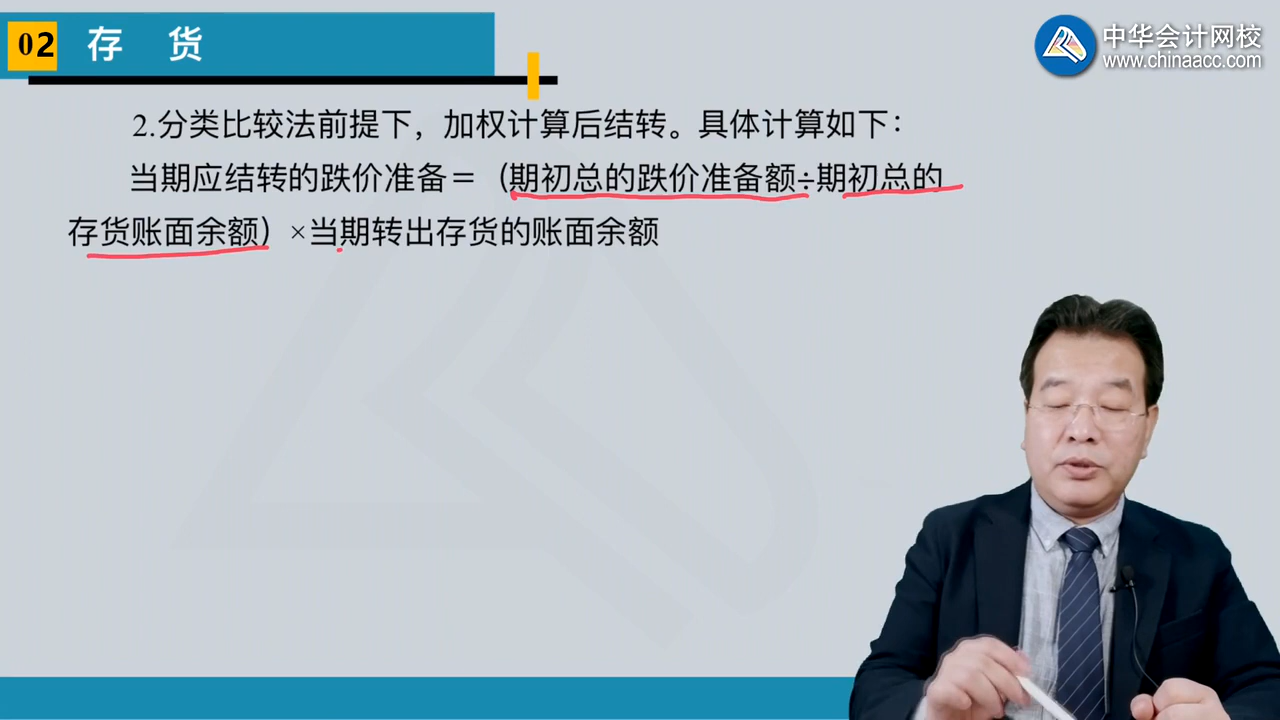 02 存 货
中华会计网校
www.chinaacc.com
2.分类比较法前提下，加权计算后结转。具体计算如下：
当期应结转的跌价准备＝（期初总的跌价准备额÷期初总的
存货账面余额）×当期转出存货的账面余额